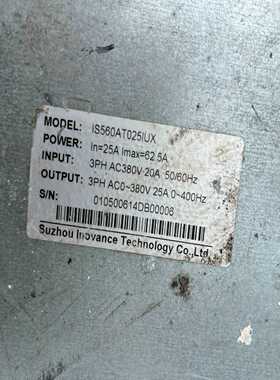 MODEL: IS560AT025IUX
POWER: In=25A Imax=62.5A
INPUT: 3PH AC380V 20A 50/60Hz
OUTPUT: 3PH AC0~380V 25A 0~400Hz
S/N:
010500614DB00006
Suzhou Inovance Technology Co.,Ltd